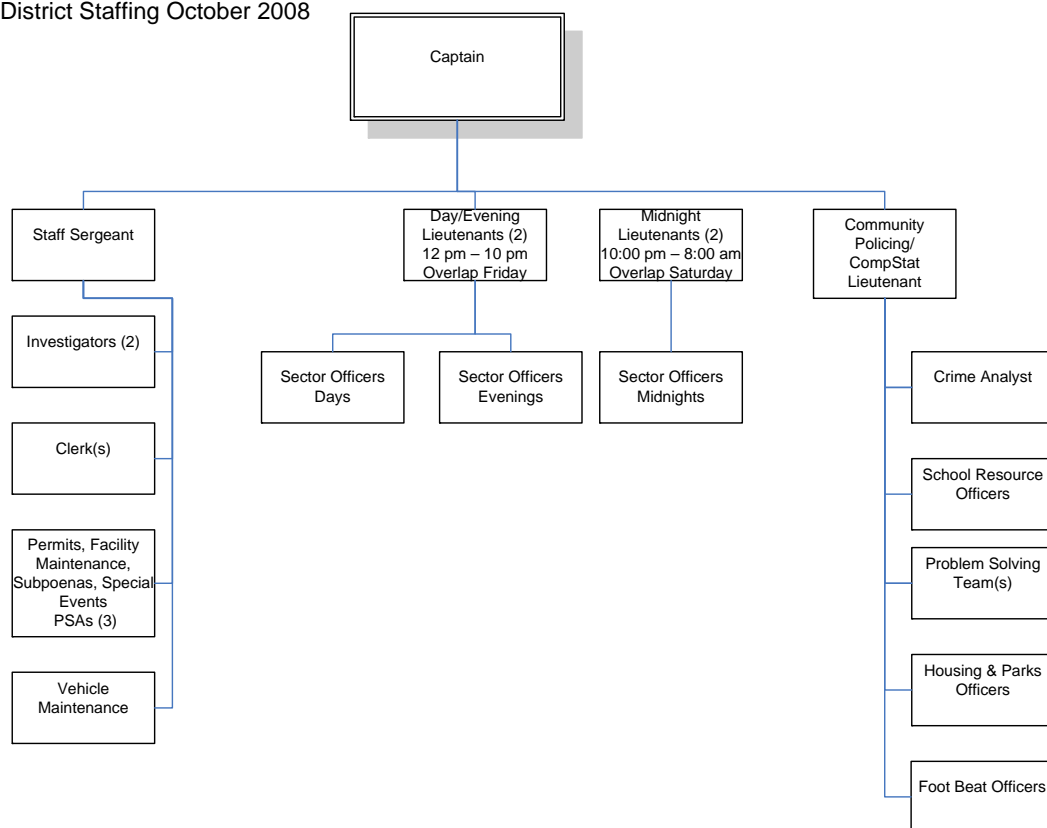 District Staffing October 2008
Captain
Staff Sergeant
Day/Evening
Lieutenants (2)
12 pm – 10 pm
Overlap Friday
Midnight
Lieutenants (2)
10:00 pm – 8:00 am
Overlap Saturday
Community
Policing/
CompStat
Lieutenant
Investigators (2)
Clerk(s)
Permits, Facility
Maintenance,
Subpoenas, Special
Events
PSAs (3)
Vehicle
Maintenance
Sector Officers
Days
Sector Officers
Evenings
Sector Officers
Midnights
Crime Analyst
School Resource
Officers
Problem Solving
Team(s)
Housing & Parks
Officers
Foot Beat Officers